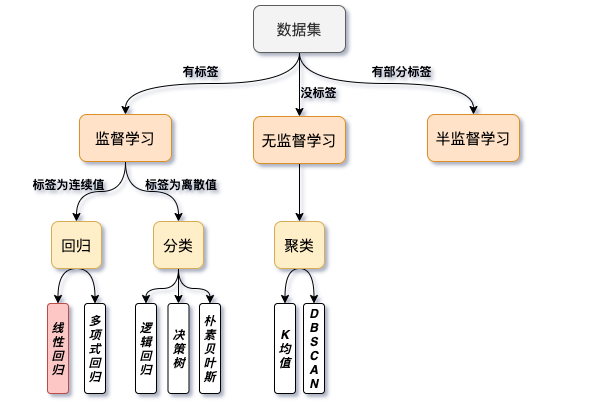 数据集
有标签
没标签
有部分标签
监督学习
无监督学习
半监督学习
标签为连续值
标签为离散值
回归
分类
聚类
线性回归
多项式回归
逻辑回归
决策树
朴素贝叶斯
K均值
DBSCAN